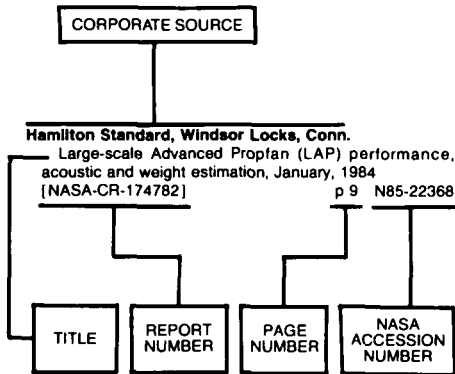 CORPORATE SOURCE
Hamilton Standard, Windsor Locks, Conn.
Large-scale Advanced Propfan (LAP) performance,
acoustic and weight estimation, January, 1984
[NASA-CR-174782] p 9 N85-22368
TITLE
REPORT
NUMBER
PAGE
NUMBER
NASA
ACCESSION
NUMBER